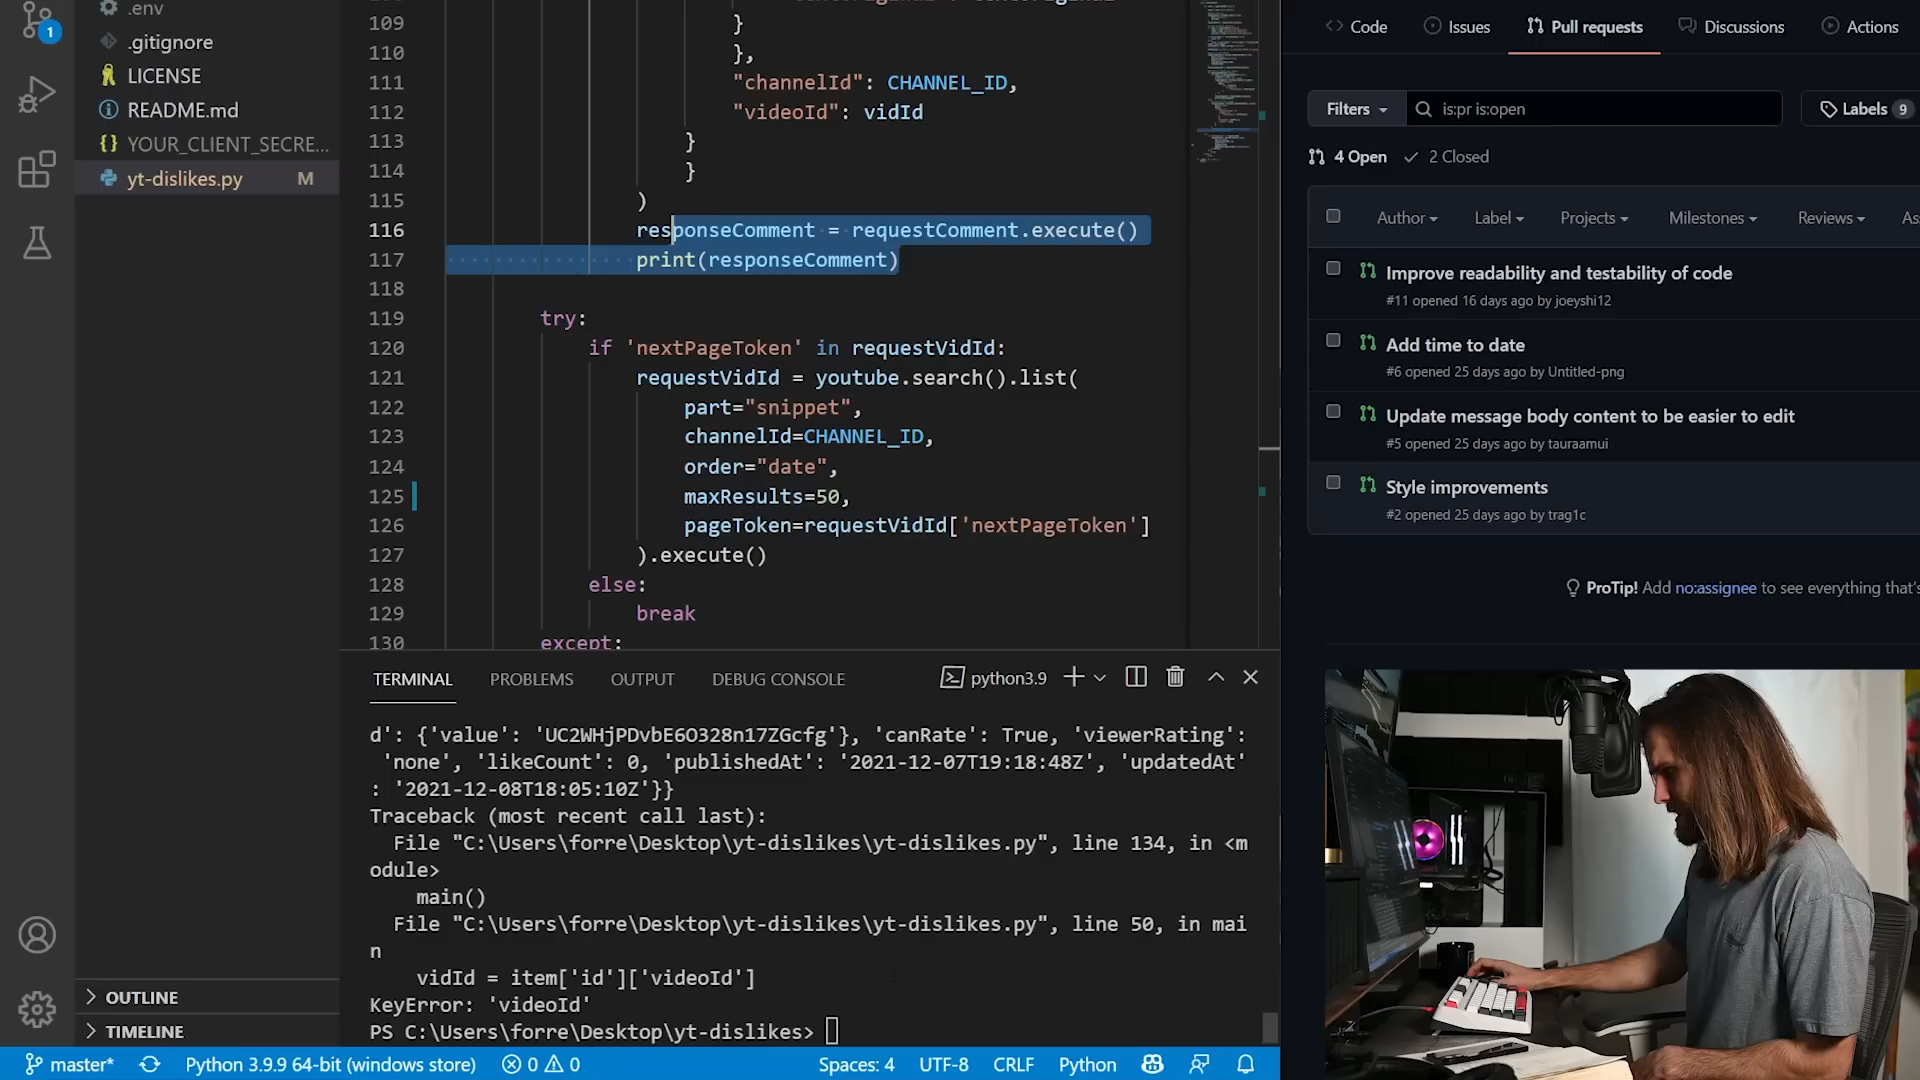 1
.env
.gitignore
LICENSE
README.md
YOUR_CLIENT_SECRE...
yt-dislikes.py M
OUTLINE
TIMELINE
109 }
110 },
111 "channelId": CHANNEL_ID,
112 "videoId": vidId
113 }
114 }
115 )
116 responseComment = requestComment.execute()
117 print(responseComment)
118
119 try:
120 if 'nextPageToken' in requestVidId:
121 requestVidId = youtube.search().list(
122 part="snippet",
123 channelId=CHANNEL_ID,
124 order="date",
125 maxResults=50,
126 pageToken=requestVidId['nextPageToken']
127 ).execute()
128 else:
129 break
130 except:
TERMINAL PROBLEMS OUTPUT DEBUG CONSOLE python3.9
d': {'value': 'UC2WHjPDvbE6O328n17ZGcfg'}, 'canRate': True, 'viewerRating':
'none', 'likeCount': 0, 'publishedAt': '2021-12-07T19:18:48Z', 'updatedAt'
: '2021-12-08T18:05:10Z'}}
Traceback (most recent call last):
File "C:\Users\forre\Desktop\yt-dislikes\yt-dislikes.py", line 134, in <m
odule>
main()
File "C:\Users\forre\Desktop\yt-dislikes\yt-dislikes.py", line 50, in mai
n
vidId = item['id']['videoId']
KeyError: 'videoId'
PS C:\Users\forre\Desktop\yt-dislikes>
master* Python 3.9.9 64-bit (windows store) 0 0 Spaces: 4 UTF-8 CRLF Python
Code Issues Pull requests Discussions Actions
Filters is:pr is:open Labels 9
4 Open 2 Closed
Author Label Projects Milestones Reviews As
Improve readability and testability of code
#11 opened 16 days ago by joeyshi12
Add time to date
#6 opened 25 days ago by Untitled-png
Update message body content to be easier to edit
#5 opened 25 days ago by tauraamui
Style improvements
#2 opened 25 days ago by trag1c
ProTip! Add no:assignee to see everything that's